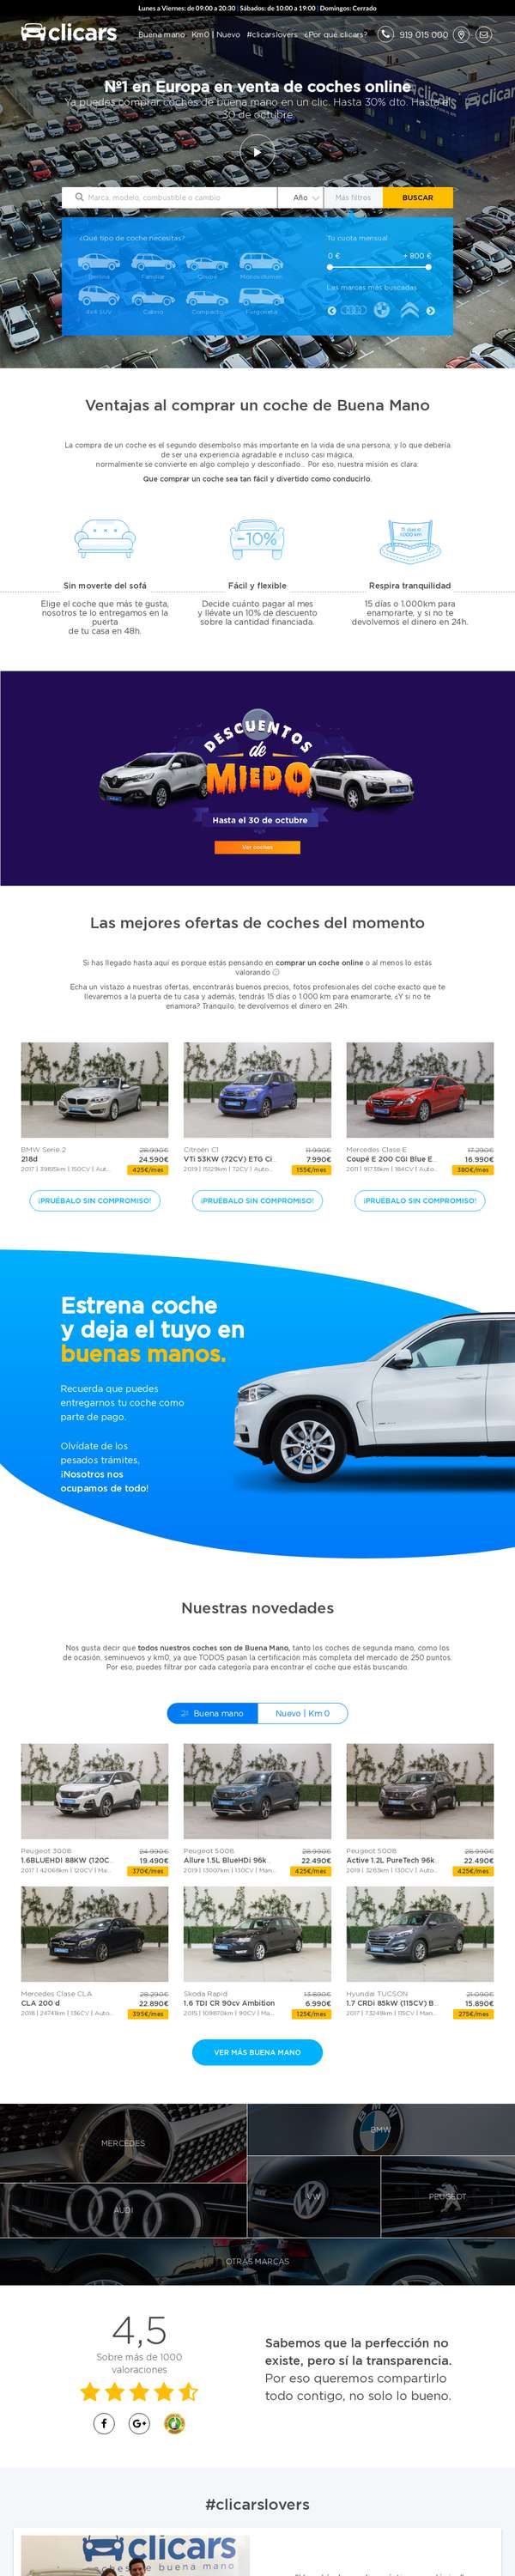 Lunes a Viernes: de 09:00 a 20:30 | Sábados: de 10:00 a 19:00 | Domingos: Cerrado
clicars
Buena mano
Km0 | Nuevo
#clicarslovers
¿Por qué clicars?
919 015 000
Nº1 en Europa en venta de coches online
Ya puedes comprar coches de buena mano en un clic. Hasta 30% dto. Hasta el
30 de octubre
Marca, modelo, combustible o cambio
Año
Más filtros
BUSCAR
¿Qué tipo de coche necesitas?
Tu cuota mensual
0 €
+ 800 €
Berlina
Familiar
Coupé
Monovolumen
Las marcas más buscadas
4x4 SUV
Cabrio
Compacto
Furgoneta
Ventajas al comprar un coche de Buena Mano
La compra de un coche es el segundo desembolso más importante en la vida de una persona, y lo que debería
de ser una experiencia agradable e incluso casi mágica,
normalmente se convierte en algo complejo y desconfiado... Por eso, nuestra misión es clara:
Que comprar un coche sea tan fácil y divertido como conducirlo.
-10%
15 días or
1.000 km
Sin moverte del sofá
Fácil y flexible
Respira tranquilidad
Elige el coche que más te gusta,
nosotros te lo entregamos en la
puerta
de tu casa en 48h.
Decide cuánto pagar al mes
y llévate un 10% de descuento
sobre la cantidad financiada.
15 días o 1.000km para
enamorarte, y si no te
devolvemos el dinero en 24h.
DESCUENTOS
de
MIEDO
Hasta el 30 de octubre
Ver coches
Las mejores ofertas de coches del momento
Si has llegado hasta aquí es porque estás pensando en comprar un coche online o al menos lo estás
valorando
Echa un vistazo a nuestras ofertas, encontrarás buenos precios, fotos profesionales del coche exacto que te
llevaremos a la puerta de tu casa y además, tendrás 15 días o 1.000 km para enamorarte, ¿Y si no te
enamora? Tranquilo, te devolvemos el dinero en 24h.
BMW Serie 2
28.990€
218d
24.590€
2017 | 39885km | 150CV | Aut...
425€/mes
Citroën C1
11.990€
VTi 53KW (72CV) ETG Ci...
7.990€
2019 | 15129km | 72CV | Auto...
155€/mes
Mercedes Clase E
17.290€
Coupé E 200 CGI Blue E...
16.990€
2011 | 91738km | 184CV | Auto...
380€/mes
¡PRUÉBALO SIN COMPROMISO!
¡PRUÉBALO SIN COMPROMISO!
¡PRUÉBALO SIN COMPROMISO!
Estrena coche
y deja el tuyo en
buenas manos.
Recuerda que puedes
entregarnos tu coche como
parte de pago.
Olvídate de los
pesados trámites,
¡Nosotros nos
ocupamos de todo!
Nuestras novedades
Nos gusta decir que todos nuestros coches son de Buena Mano, tanto los coches de segunda mano, como los
de ocasión, seminuevos y km0, ya que TODOS pasan la certificación más completa del mercado de 250 puntos.
Por eso, puedes filtrar por cada categoría para encontrar el coche que estás buscando.
Buena mano
Nuevo | Km 0
Peugeot 3008
24.990€
1.6BLUEHDI 88KW (120C...
19.490€
2017 | 42068km | 120CV | Ma...
370€/mes
Peugeot 5008
28.990€
Allure 1.5L BlueHDi 96k...
22.490€
2019 | 13007km | 130CV | Man...
425€/mes
Peugeot 5008
28.990€
Active 1.2L PureTech 96k...
22.490€
2019 | 3283km | 130CV | Auto...
425€/mes
Mercedes Clase CLA
28.290€
CLA 200 d
22.890€
2018 | 24741km | 136CV | Auto...
395€/mes
Skoda Rapid
13.890€
1.6 TDI CR 90cv Ambition
6.990€
2015 | 109870km | 90CV | Ma...
125€/mes
Hyundai TUCSON
21.090€
1.7 CRDi 85kW (115CV) B...
15.890€
2017 | 73249km | 115CV | Man...
275€/mes
VER MÁS BUENA MANO
MERCEDES
BMW
AUDI
VW
PEUGEOT
OTRAS MARCAS
4,5
Sobre más de 1000
valoraciones
Sabemos que la perfección no
existe, pero sí la transparencia.
Por eso queremos compartirlo
todo contigo, no solo lo bueno.
#clicarslovers
clicars
coches de buena mano